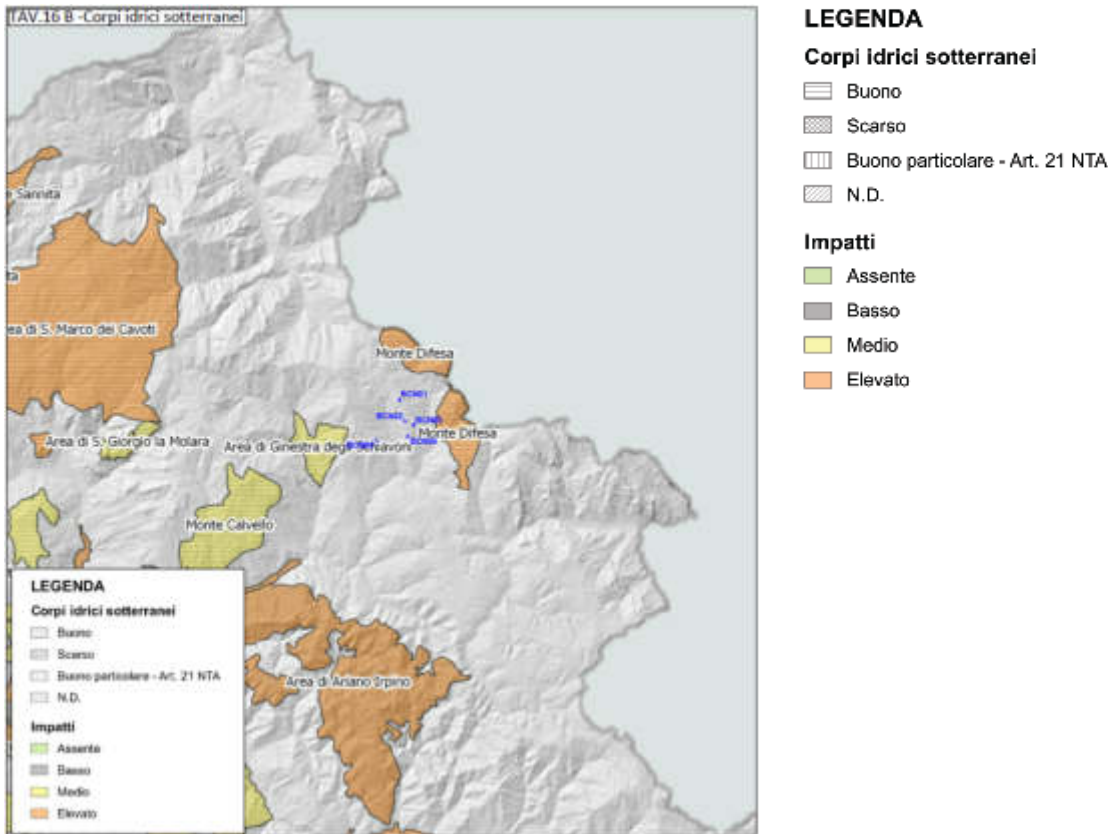 TAV.16 B -Corpi idrici sotterranei
Sannita
ea di S. Marco dei Cavoti
Monte Difesa
Area di S. Giorgio la Molara
Area di Ginestra degli Schiavoni
Monte Difesa
Monte Calvello
Area di Ariano Irpino
LEGENDA
Corpi idrici sotterranei
Buono
Scarso
Buono particolare - Art. 21 NTA
N.D.
Impatti
Assente
Basso
Medio
Elevato
LEGENDA
Corpi idrici sotterranei
Buono
Scarso
Buono particolare - Art. 21 NTA
N.D.
Impatti
Assente
Basso
Medio
Elevato